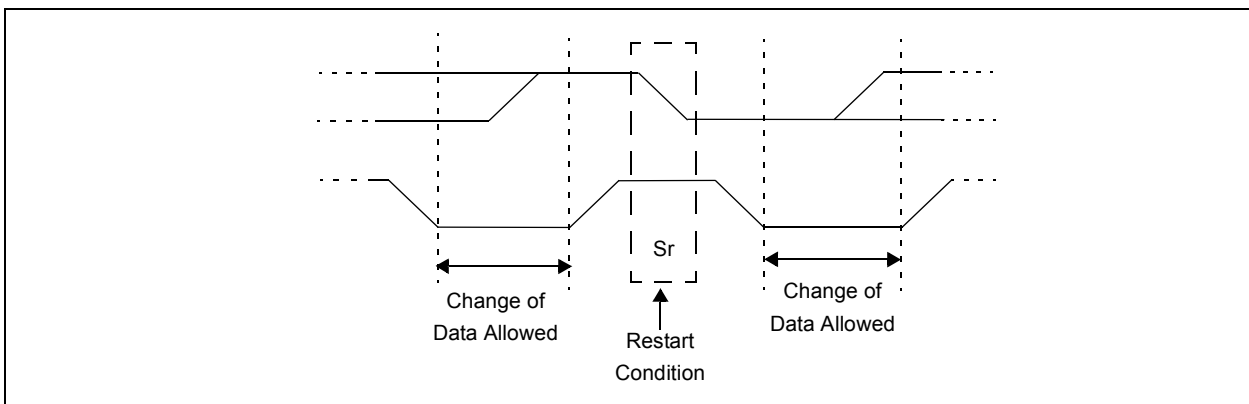 Sr
Change of
Data Allowed
Restart
Condition
Change of
Data Allowed